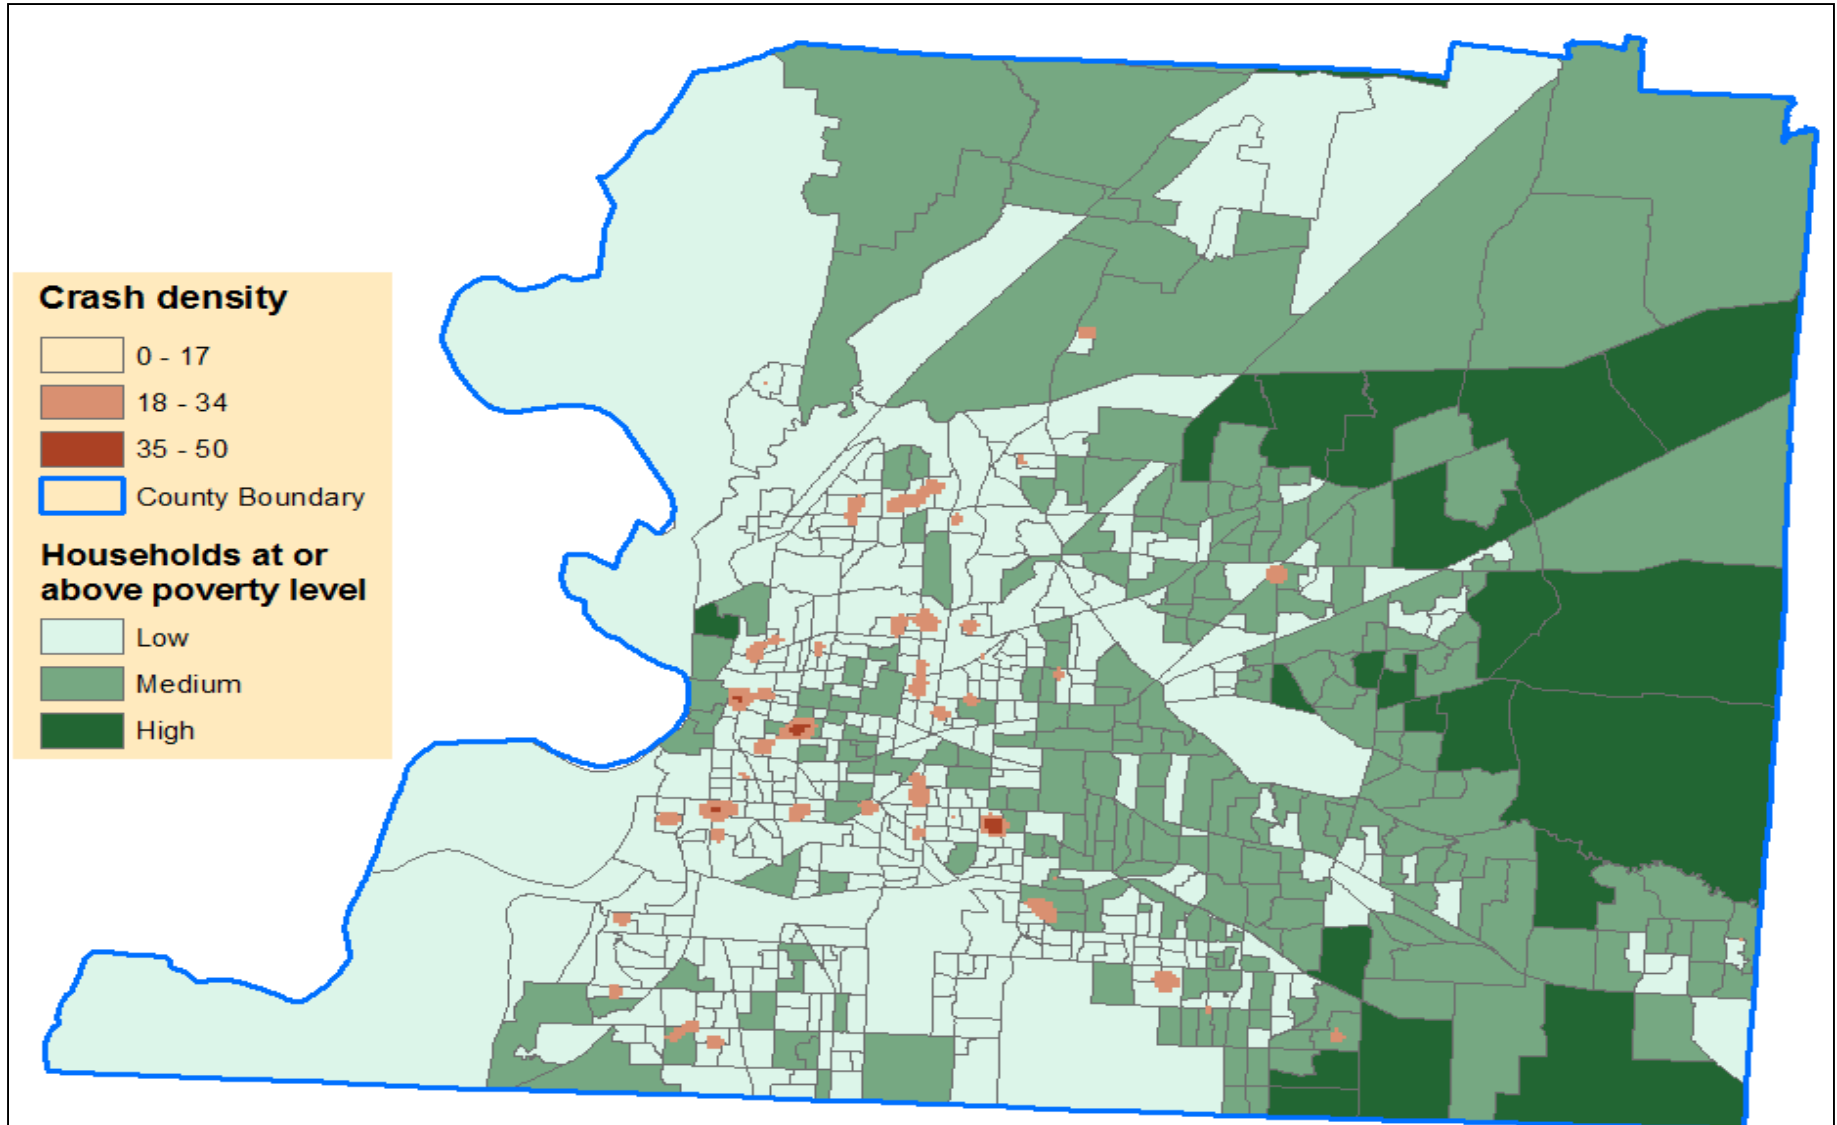 Crash density
0 - 17
18 - 34
35 - 50
County Boundary
Households at or
above poverty level
Low
Medium
High